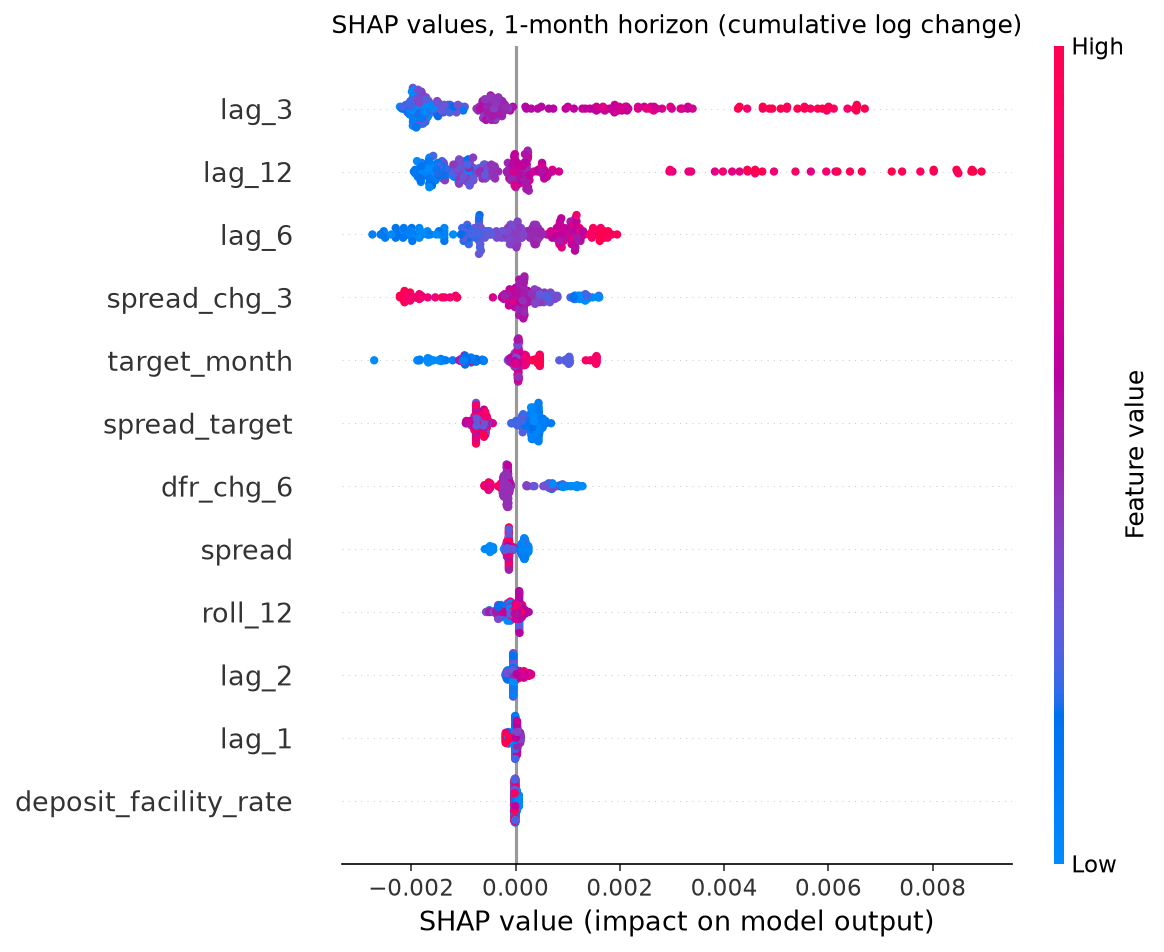 SHAP values, 1-month horizon (cumulative log change)
High
lag_3
lag_12
lag_6
spread_chg_3
target_month
spread_target
dfr_chg_6
spread
roll_12
lag_2
lag_1
deposit_facility_rate
Feature value
Low
−0.002 0.000 0.002 0.004 0.006 0.008
SHAP value (impact on model output)